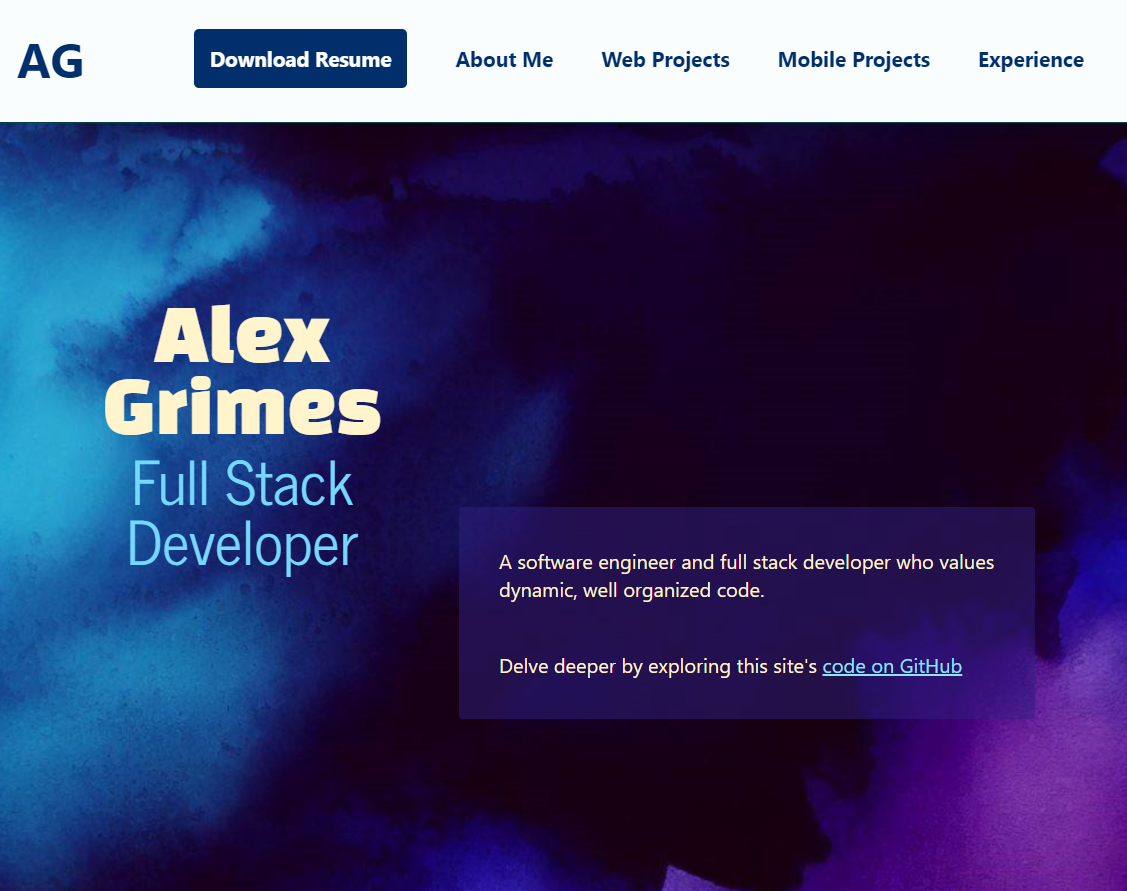 AG
Download Resume About Me Web Projects Mobile Projects Experience
Alex
Grimes
Full Stack
Developer
A software engineer and full stack developer who values
dynamic, well organized code.
Delve deeper by exploring this site's code on GitHub